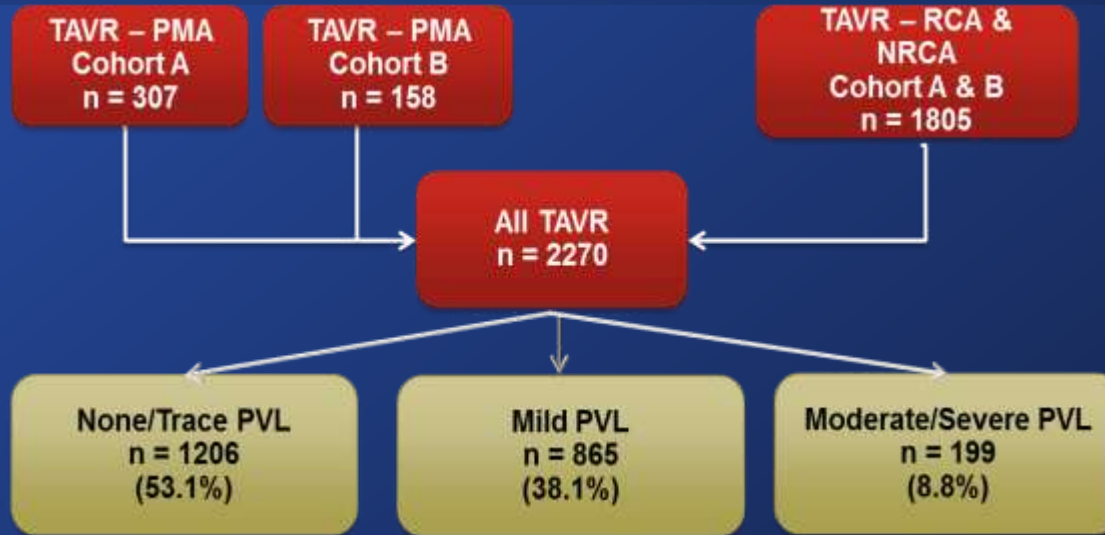 TAVR – PMA
Cohort A
n = 307
TAVR – PMA
Cohort B
n = 158
TAVR – RCA &
NRCA
Cohort A & B
n = 1805
All TAVR
n = 2270
None/Trace PVL
n = 1206
(53.1%)
Mild PVL
n = 865
(38.1%)
Moderate/Severe PVL
n = 199
(8.8%)